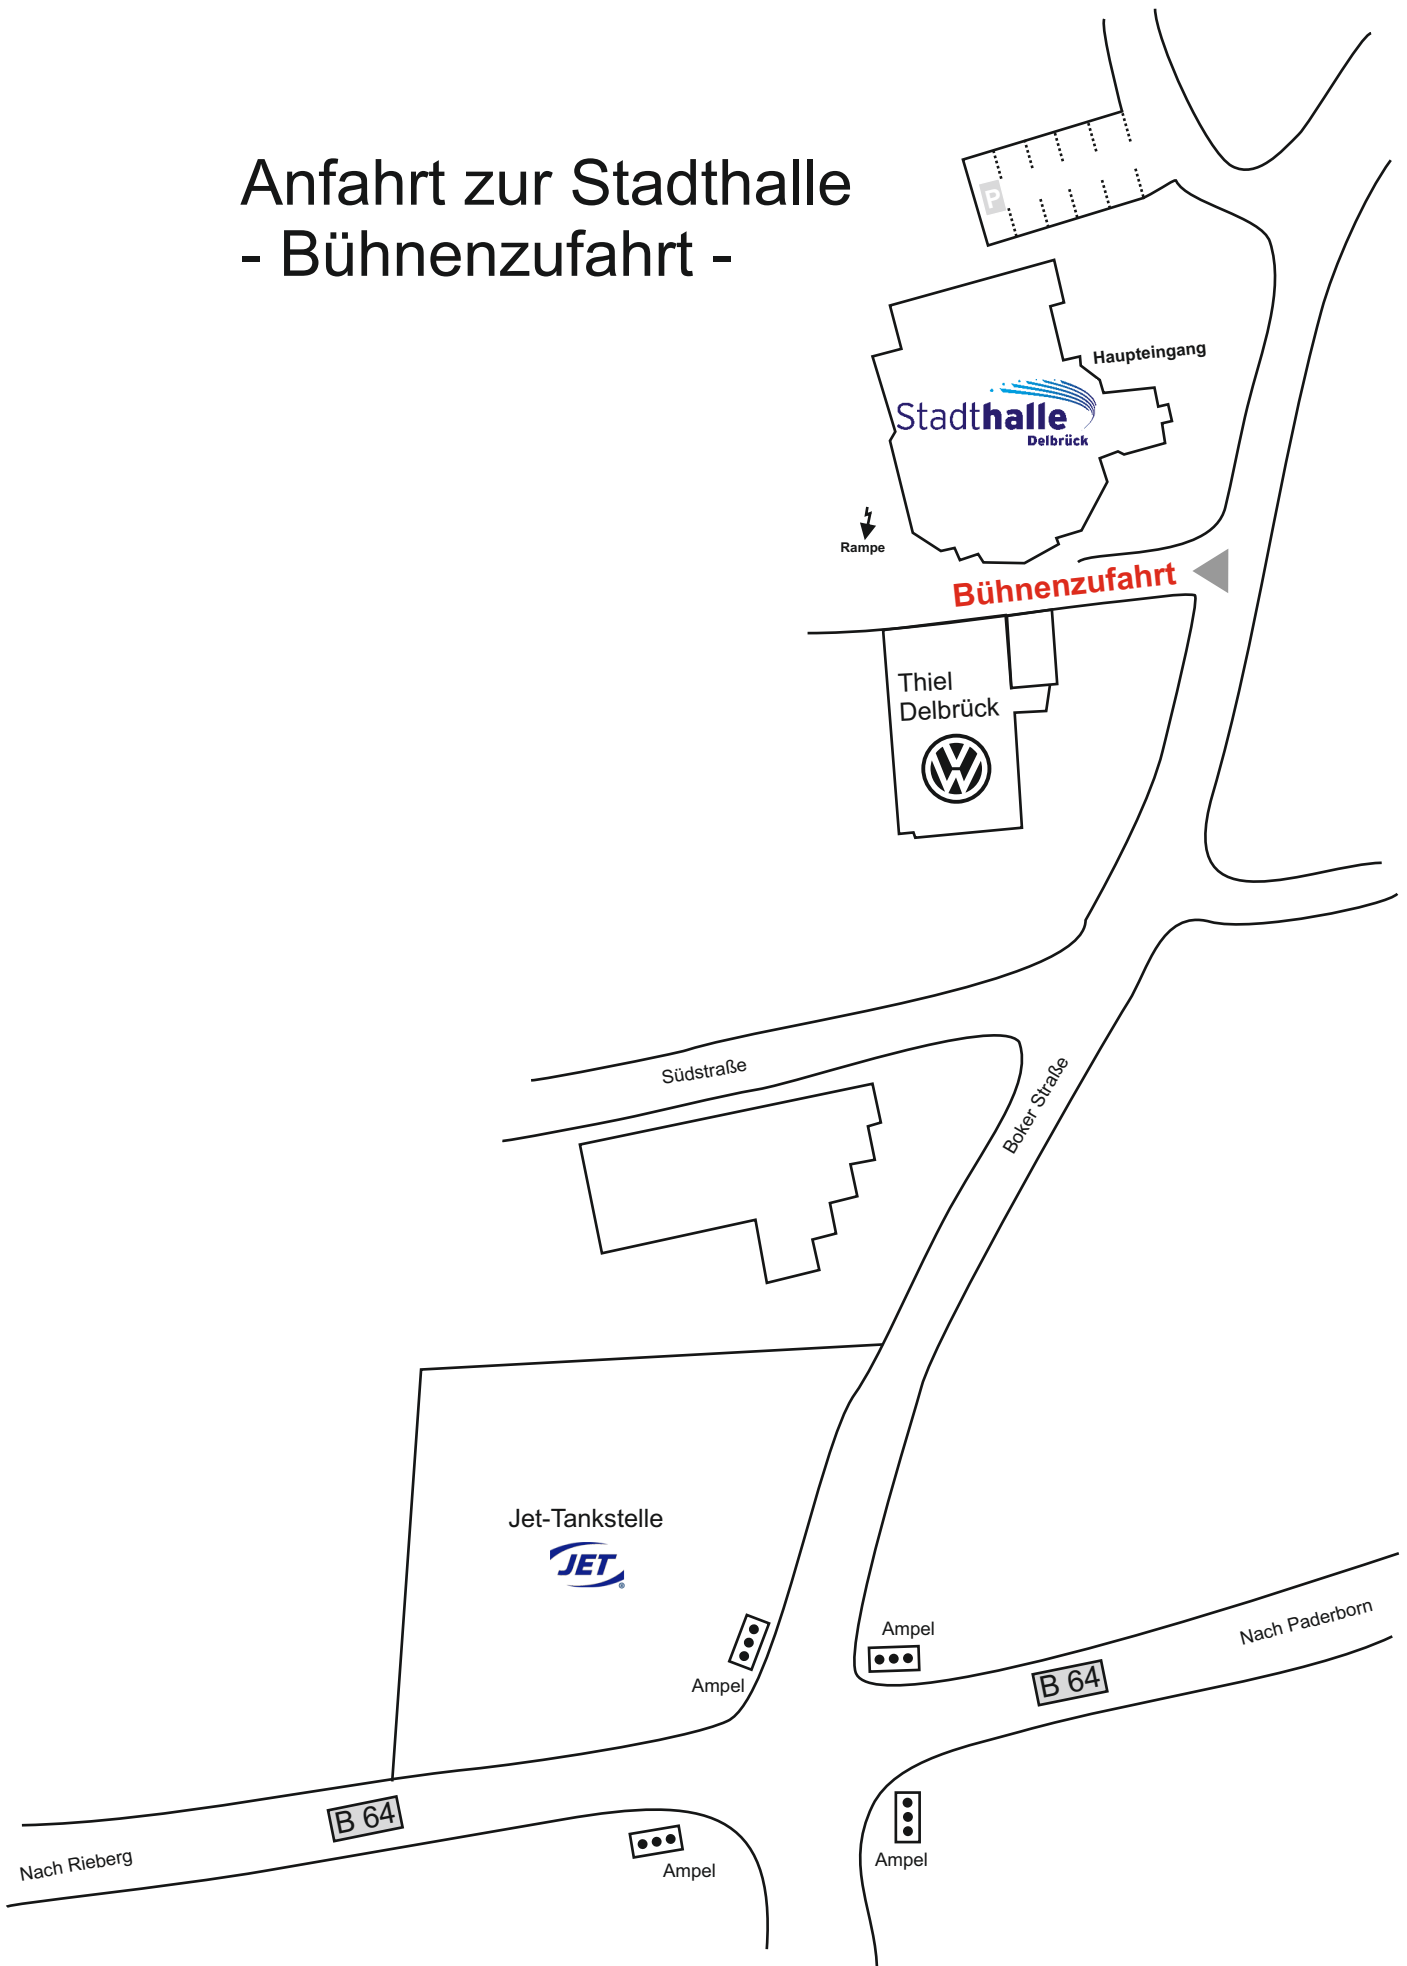 Anfahrt zur Stadthalle
- Bühnenzufahrt -
P
Haupteingang
Stadthalle
Delbrück
Rampe
Bühnenzufahrt
Thiel
Delbrück
VW
Südstraße
Boker Straße
Jet-Tankstelle
JET
®
Ampel
Ampel
Nach Paderborn
B 64
B 64
Nach Rieberg
Ampel
Ampel